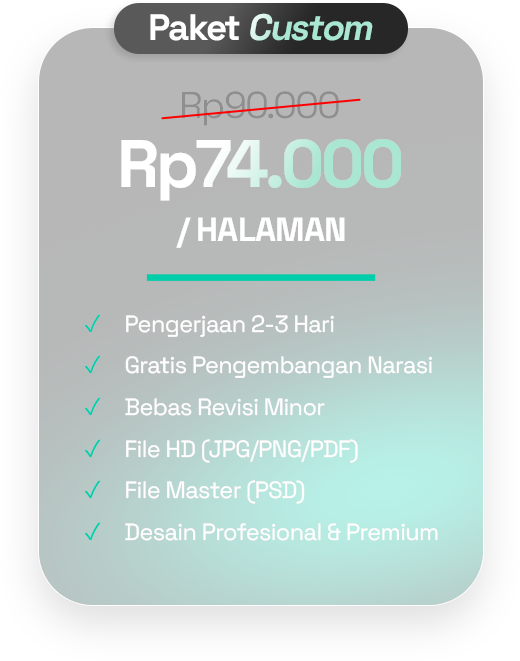 Paket Custom
Rp90.000
Rp74.000
/ HALAMAN
✓ Pengerjaan 2-3 Hari
✓ Gratis Pengembangan Narasi
✓ Bebas Revisi Minor
✓ File HD (JPG/PNG/PDF)
✓ File Master (PSD)
✓ Desain Profesional & Premium